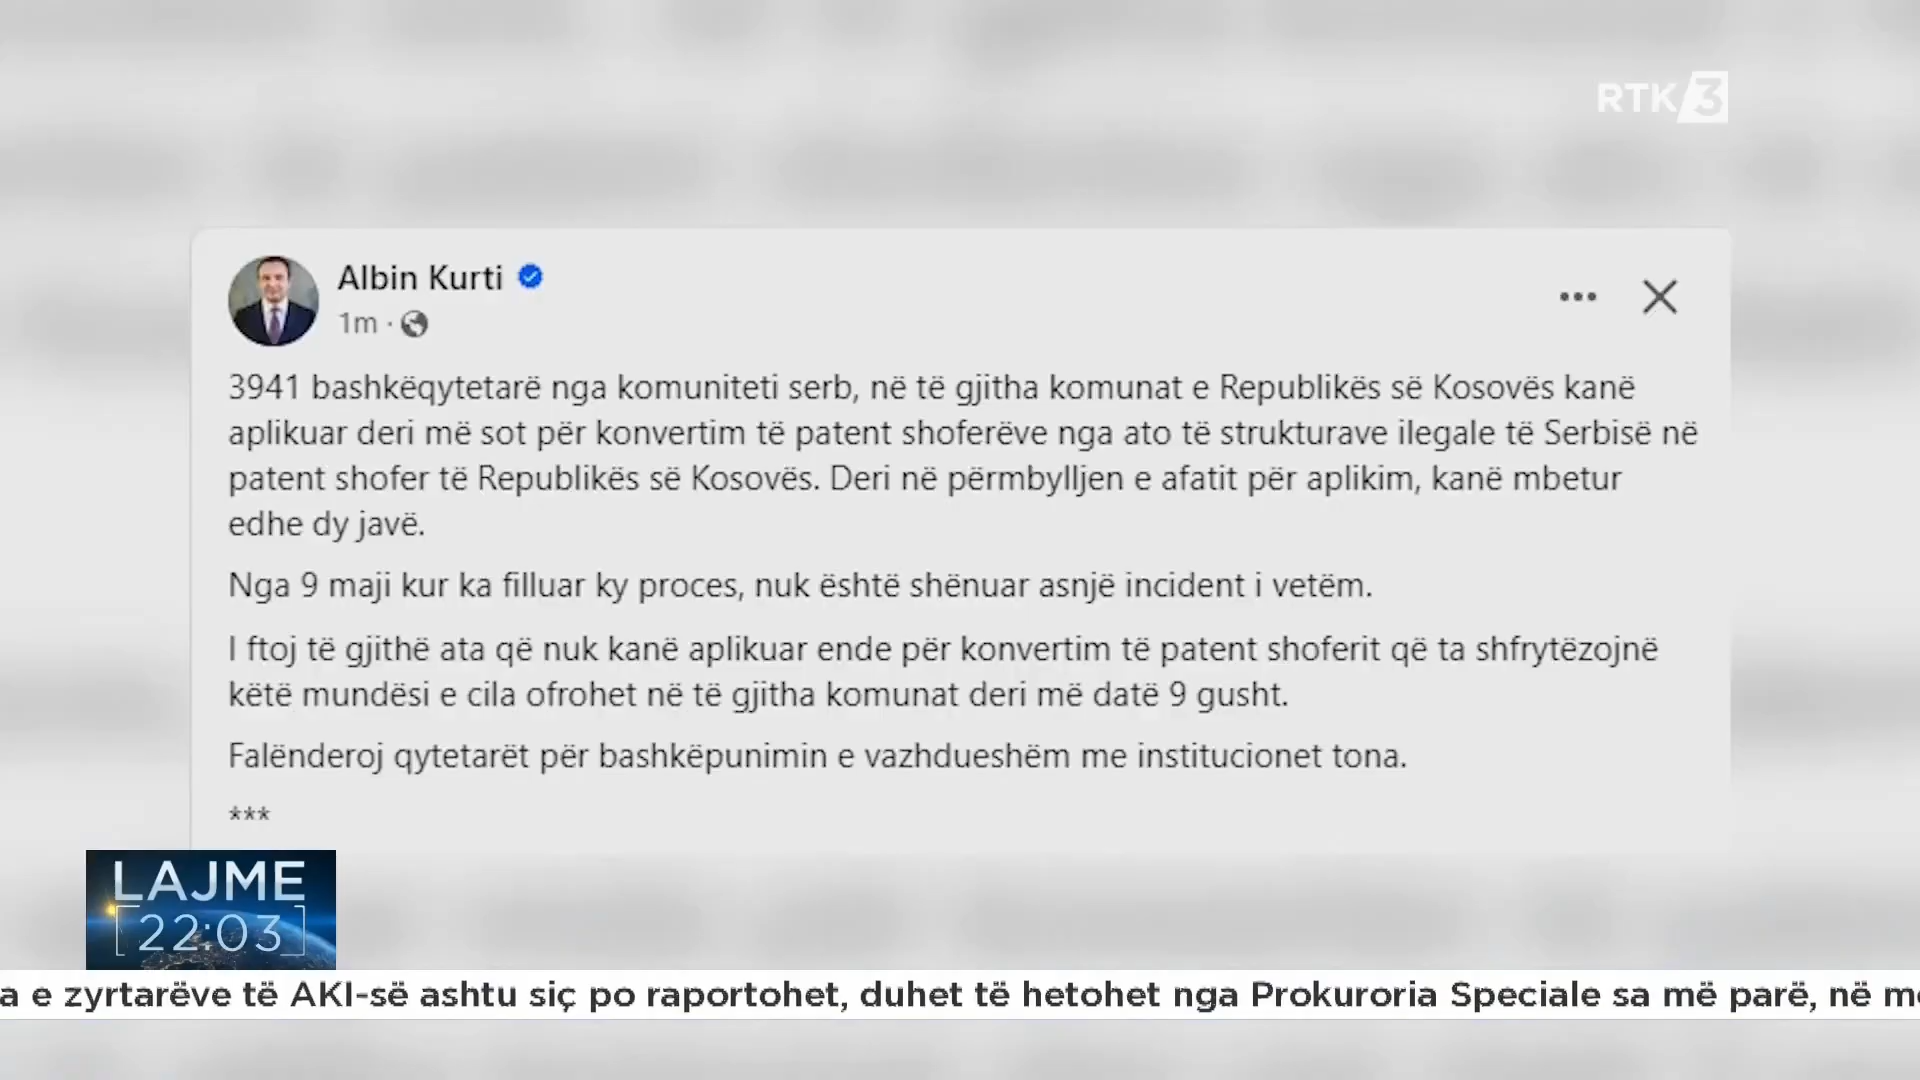 RTK 3
Albin Kurti
1m ·
3941 bashkëqytetarë nga komuniteti serb, në të gjitha komunat e Republikës së Kosovës kanë
aplikuar deri më sot për konvertim të patent shoferëve nga ato të strukturave ilegale të Serbisë në
patent shofer të Republikës së Kosovës. Deri në përmbylljen e afatit për aplikim, kanë mbetur
edhe dy javë.
Nga 9 maji kur ka filluar ky proces, nuk është shënuar asnjë incident i vetëm.
I ftoj të gjithë ata që nuk kanë aplikuar ende për konvertim të patent shoferit që ta shfrytëzojnë
këtë mundësi e cila ofrohet në të gjitha komunat deri më datë 9 gusht.
Falënderoj qytetarët për bashkëpunimin e vazhdueshëm me institucionet tona.
***
LAJME
[22:03]
a e zyrtarëve të AKI-së ashtu siç po raportohet, duhet të hetohet nga Prokuroria Speciale sa më parë, në